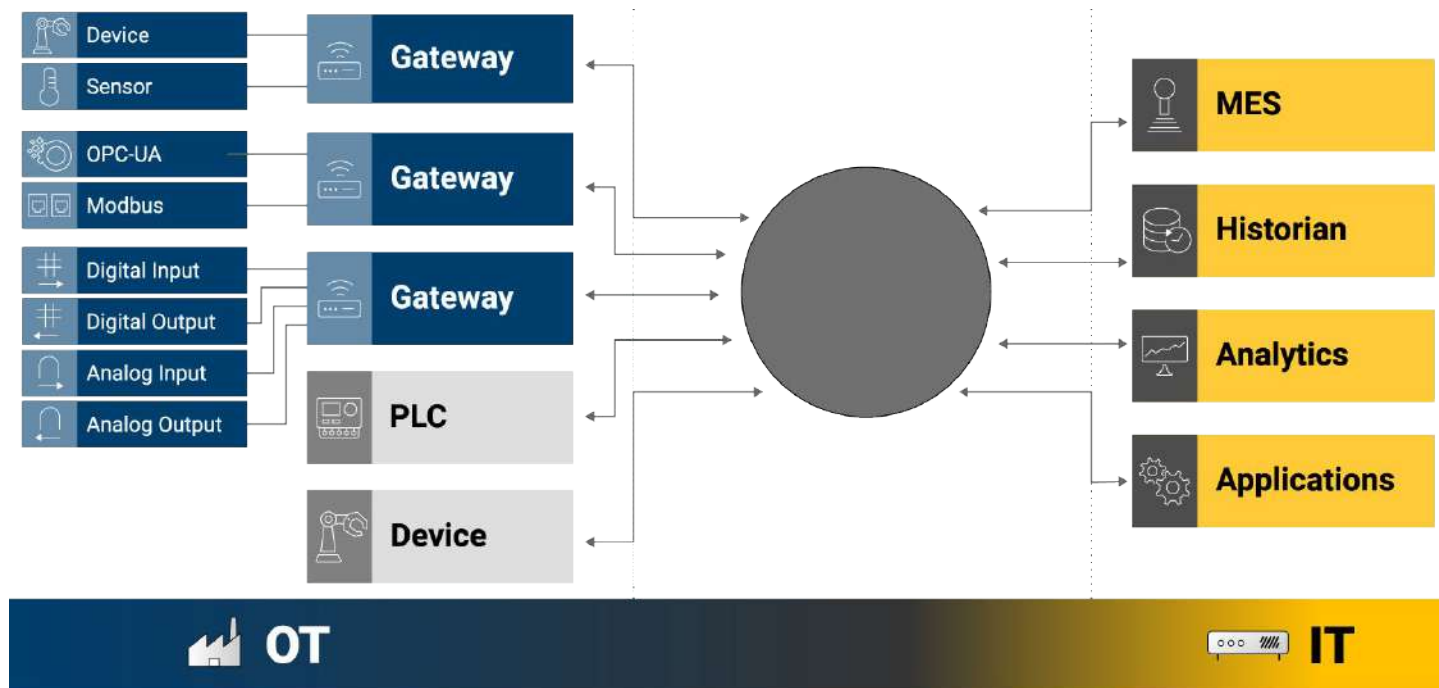 Device
Sensor
Gateway
OPC-UA
Modbus
Gateway
Digital Input
Digital Output
Analog Input
Analog Output
Gateway
PLC
Device
MES
Historian
Analytics
Applications
OT
IT